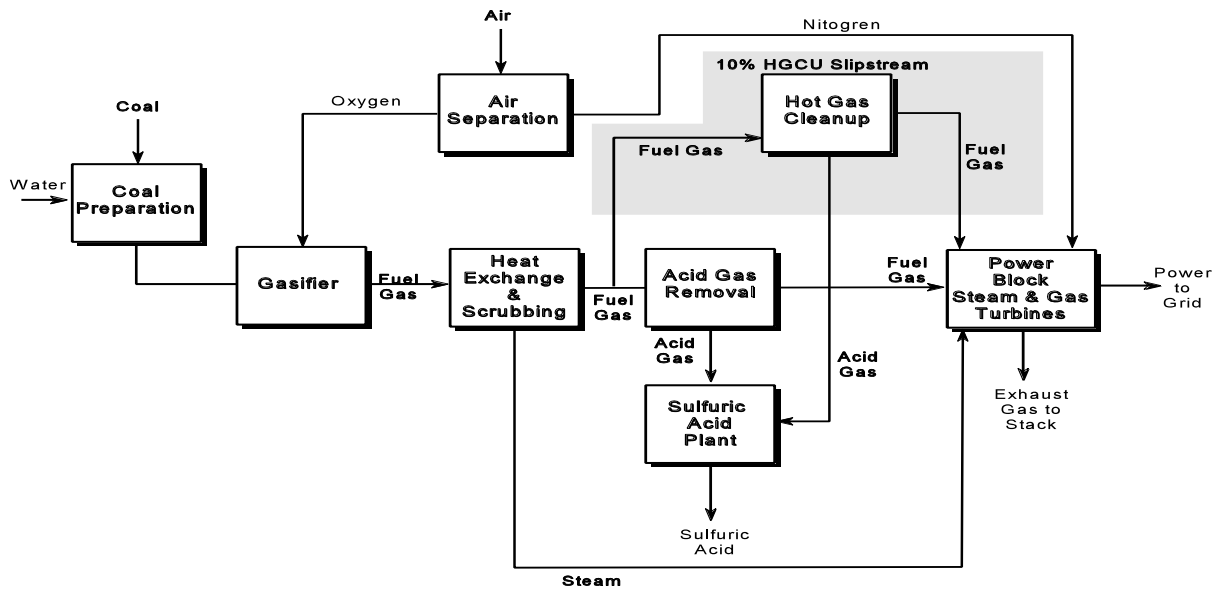 Air
Nitogren
10% HGCU Slipstream
Coal
Oxygen
Air
Separation
Hot Gas
Cleanup
Fuel Gas
Fuel
Gas
Water
Coal
Preparation
Gasifier
Fuel
Gas
Heat
Exchange
&
Scrubbing
Fuel
Gas
Acid Gas
Removal
Fuel
Gas
Power
Block
Steam & Gas
Turbines
Power
to
Grid
Acid
Gas
Acid
Gas
Sulfuric
Acid
Plant
Exhaust
Gas to
Stack
Sulfuric
Acid
Steam